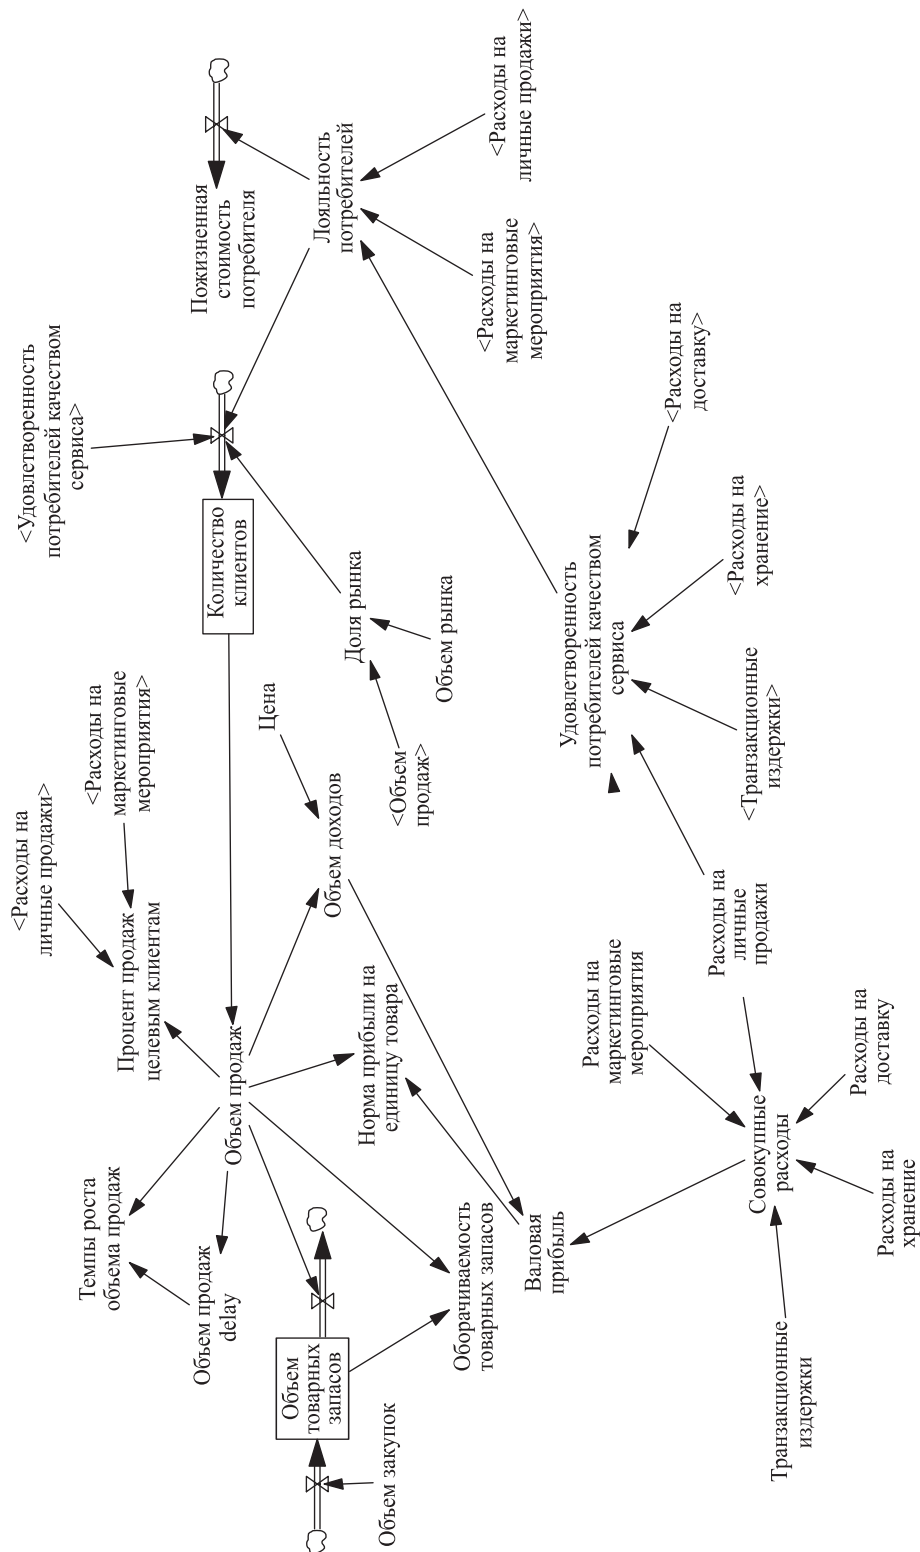 <Расходы на
личные продажи>
<Расходы на
маркетинговые
мероприятия>
<Удовлетворенность
потребителей качеством
сервиса>
Темпы роста
объема продаж
Процент продаж
целевым клиентам
Объем продаж
delay
Объем продаж
Количество
клиентов
Пожизненная
стоимость
потребителя
Цена
Объем
товарных
запасов
Объем доходов
Доля рынка
Лояльность
потребителей
Объем закупок
Норма прибыли на
единицу товара
<Объем
продаж>
Объем рынка
Оборачиваемость
товарных запасов
<Расходы на
маркетинговые
мероприятия>
<Расходы на
личные продажи>
Валовая
прибыль
Удовлетворенность
потребителей качеством
сервиса
Расходы на
маркетинговые
мероприятия
<Расходы на
доставку>
Расходы на
личные
продажи
<Транзакционные
издержки>
<Расходы на
хранение>
Совокупные
расходы
Транзакционные
издержки
Расходы на
хранение
Расходы на
доставку